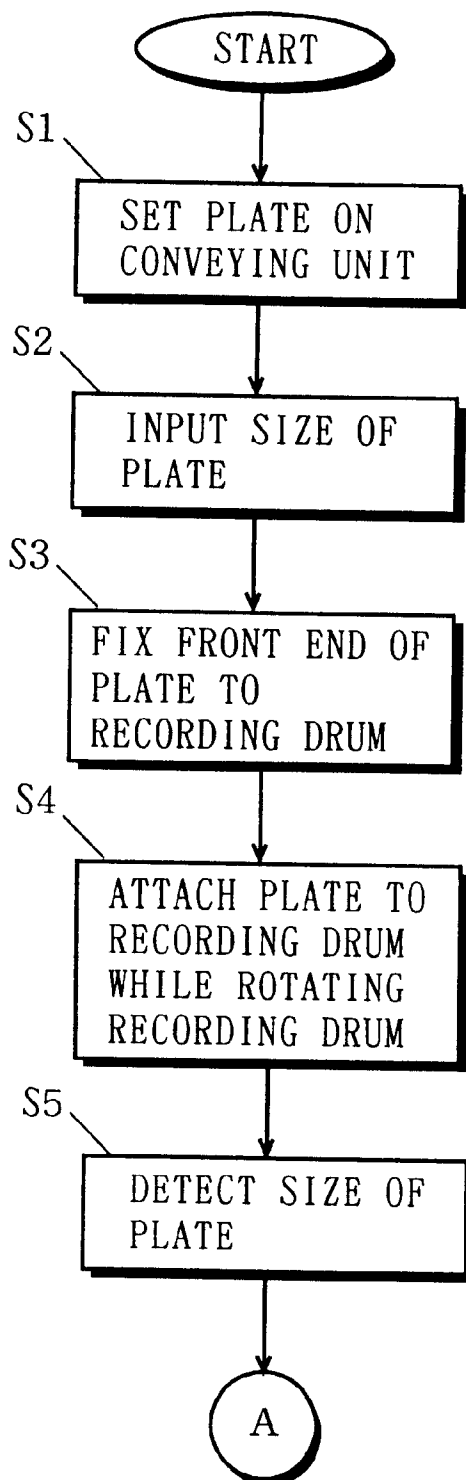 START
S1
SET PLATE ON
CONVEYING UNIT
S2
INPUT SIZE OF
PLATE
S3
FIX FRONT END OF
PLATE TO
RECORDING DRUM
S4
ATTACH PLATE TO
RECORDING DRUM
WHILE ROTATING
RECORDING DRUM
S5
DETECT SIZE OF
PLATE
A